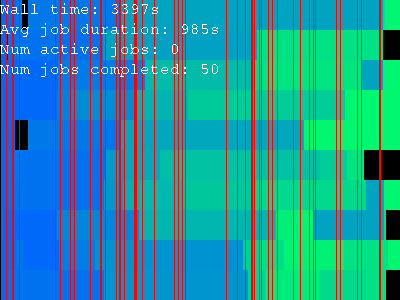 Wall time: 3397s
Avg job duration: 985s
Num active jobs: 0
Num jobs completed: 50